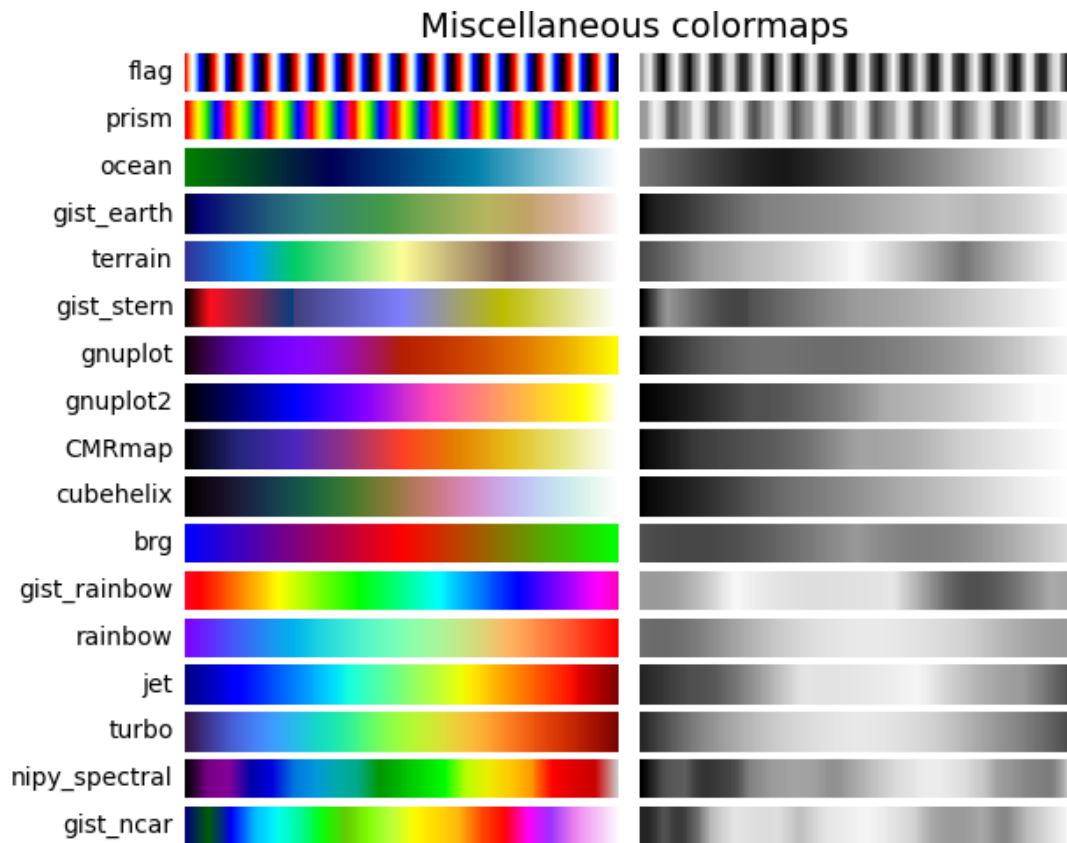 Miscellaneous colormaps
flag
prism
ocean
gist_earth
terrain
gist_stern
gnuplot
gnuplot2
CMRmap
cubehelix
brg
gist_rainbow
rainbow
jet
turbo
nipy_spectral
gist_ncar